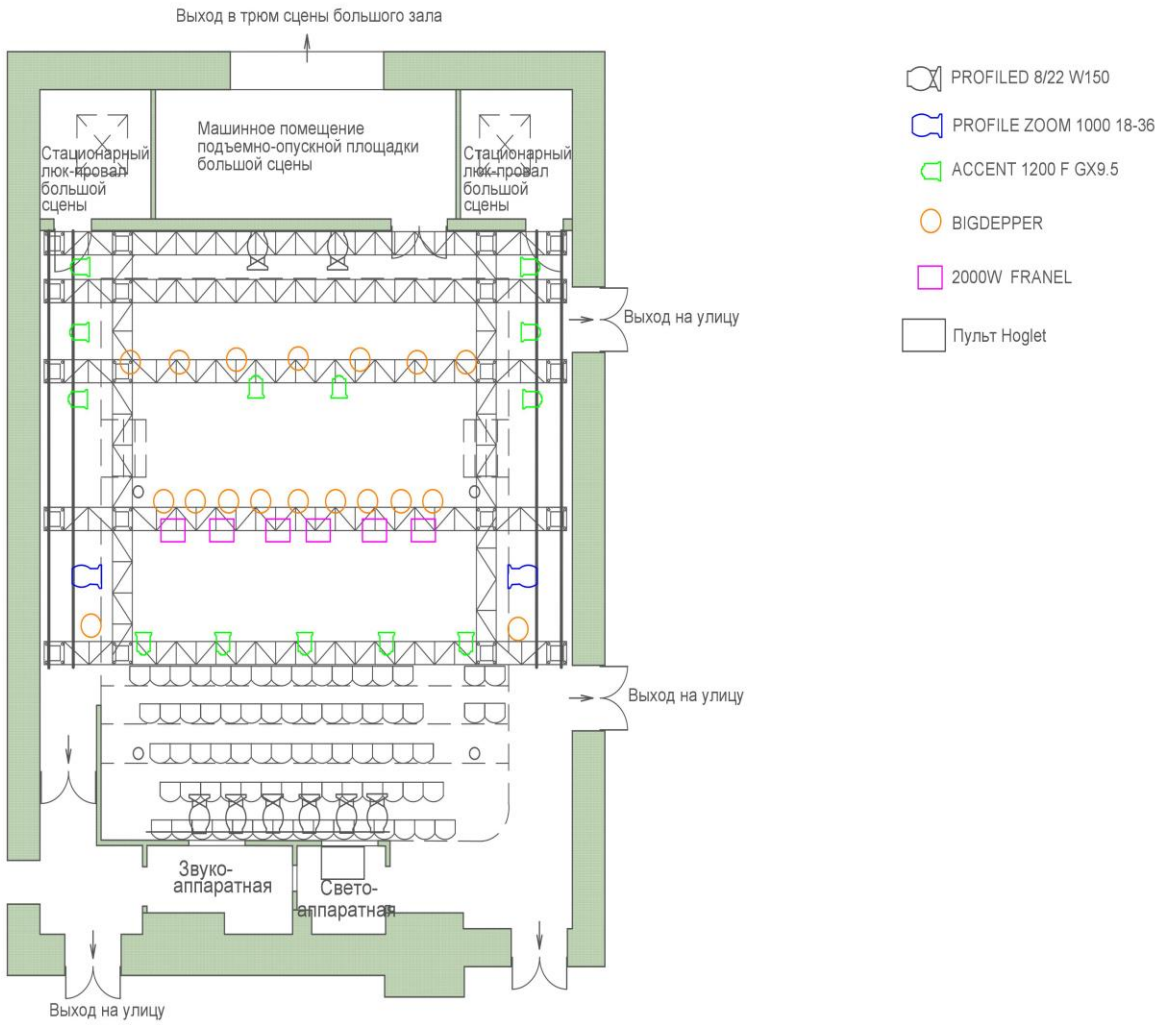 Выход в трюм сцены большого зала
Стационарный
люк-провал
большой
сцены
Машинное помещение
подъемно-опускной площадки
большой сцены
Стационарный
люк-провал
большой
сцены
PROFILED 8/22 W150
PROFILE ZOOM 1000 18-36
ACCENT 1200 F GX9.5
BIGDEPPER
2000W FRANEL
Пульт Hoglet
Выход на улицу
Выход на улицу
Звуко-
аппаратная
Свето-
аппаратная
Выход на улицу